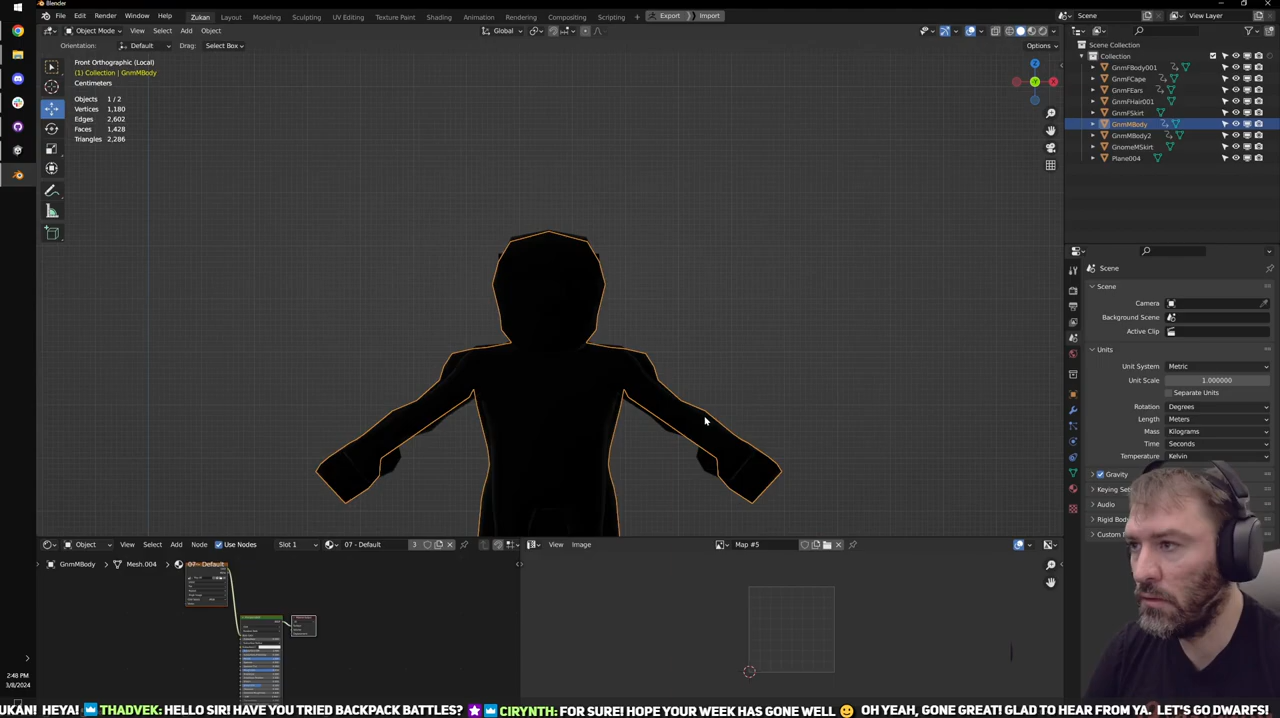 Blender
File Edit Render Window Help Zukan Layout Modeling Sculpting UV Editing Texture Paint Shading Animation Rendering Compositing Scripting Export Import Scene View Layer
Object Mode View Select Add Object Global
Orientation: Default Drag: Select Box Options
Front Orthographic (Local)
(1) Collection | GnmMBody
Centimeters
Objects 1 / 2
Vertices 1,180
Edges 2,602
Faces 1,428
Triangles 2,286
Z
Y
X
Scene Collection
Collection
GnmFBody001
GnmFCape
GnmFEars
GnmFHair001
GnmFSkirt
GnmMBody
GnmMBody2
GnomeMSkirt
Plane004
Scene
Scene
Camera
Background Scene
Active Clip
Units
Unit System Metric
Unit Scale 1.000000
Separate Units
Rotation Degrees
Length Meters
Mass Kilograms
Time Seconds
Temperature Kelvin
Gravity
Keying
Audio
Rigid
Custom
Object View Select Add Node Use Nodes Slot 1 07 - Default 3
View Image Map #5
GnmMBody Mesh.004 07 - Default
2:48 PM
ZUKAN! HEYA! THADVEK: HELLO SIR! HAVE YOU TRIED BACKPACK BATTLES? CIRYNTH: FOR SURE! HOPE YOUR WEEK HAS GONE WELL OH YEAH, GONE GREAT! GLAD TO HEAR FROM YA. LET'S GO DWARFS!